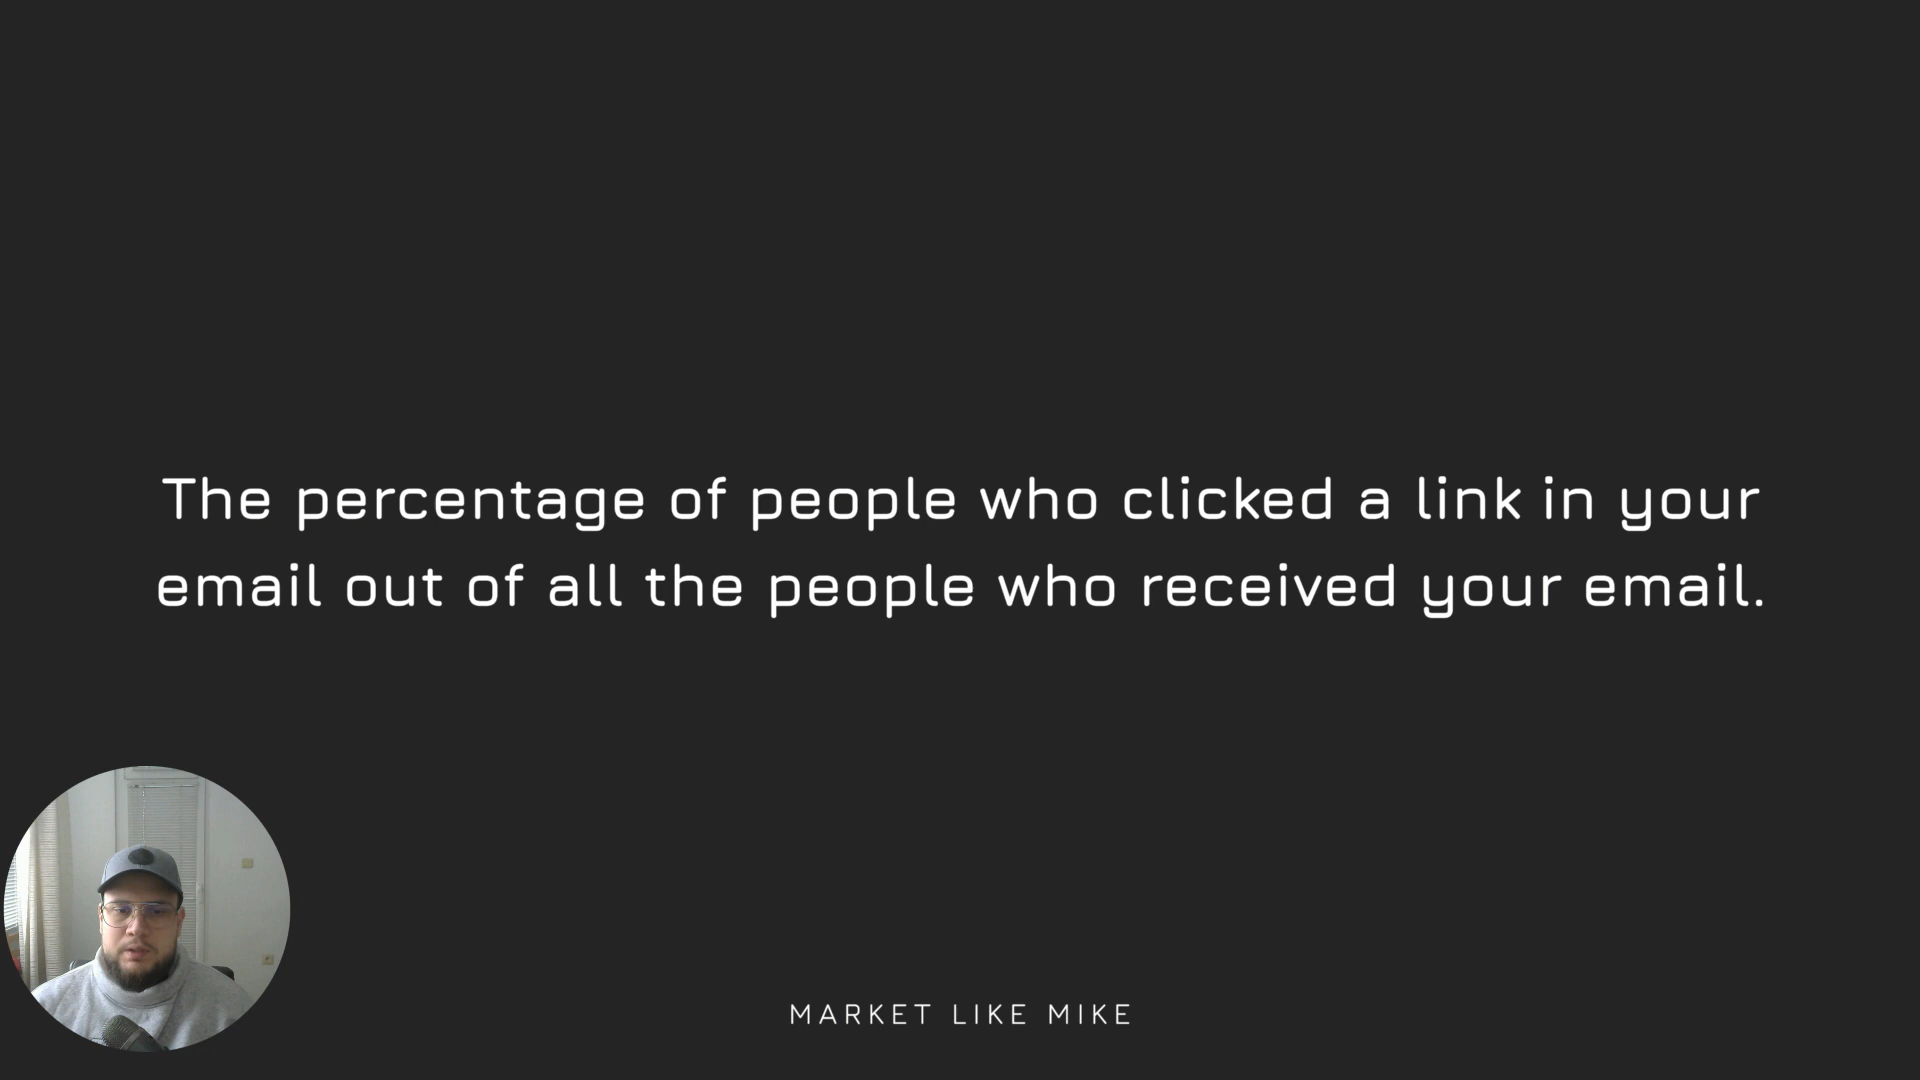 The percentage of people who clicked a link in your
email out of all the people who received your email.
MARKET LIKE MIKE